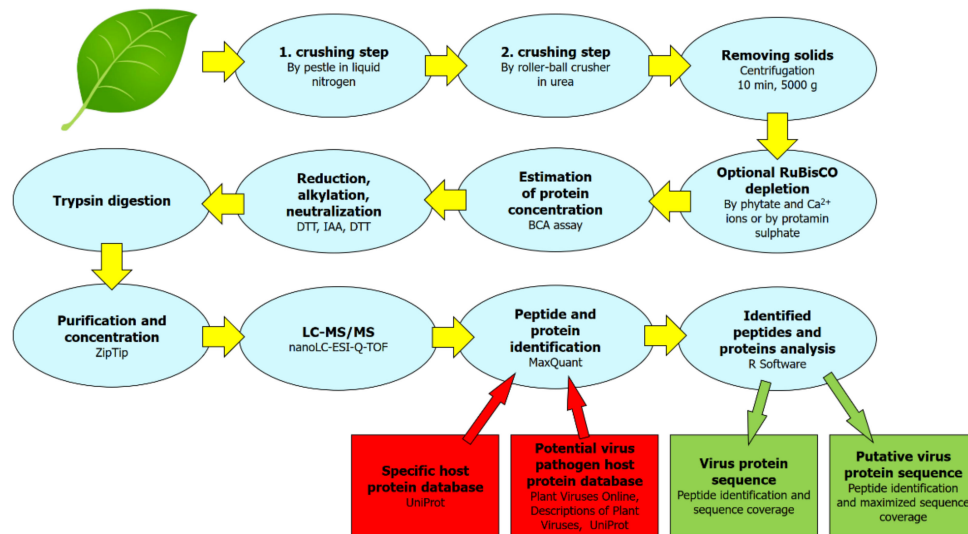 1. crushing step
By pestle in liquid
nitrogen
2. crushing step
By roller-ball crusher
in urea
Removing solids
Centrifugation
10 min, 5000 g
Trypsin digestion
Reduction,
alkylation,
neutralization
DTT, IAA, DTT
Estimation
of protein
concentration
BCA assay
Optional RuBisCO
depletion
By phytate and Ca²⁺
ions or by protamin
sulphate
Purification and
concentration
ZipTip
LC-MS/MS
nanoLC-ESI-Q-TOF
Peptide and
protein
identification
MaxQuant
Identified
peptides and
proteins analysis
R Software
Specific host
protein database
UniProt
Potential virus
pathogen host
protein database
Plant Viruses Online,
Descriptions of Plant
Viruses, UniProt
Virus protein
sequence
Peptide identification and
sequence coverage
Putative virus
protein sequence
Peptide identification
and maximized sequence
coverage